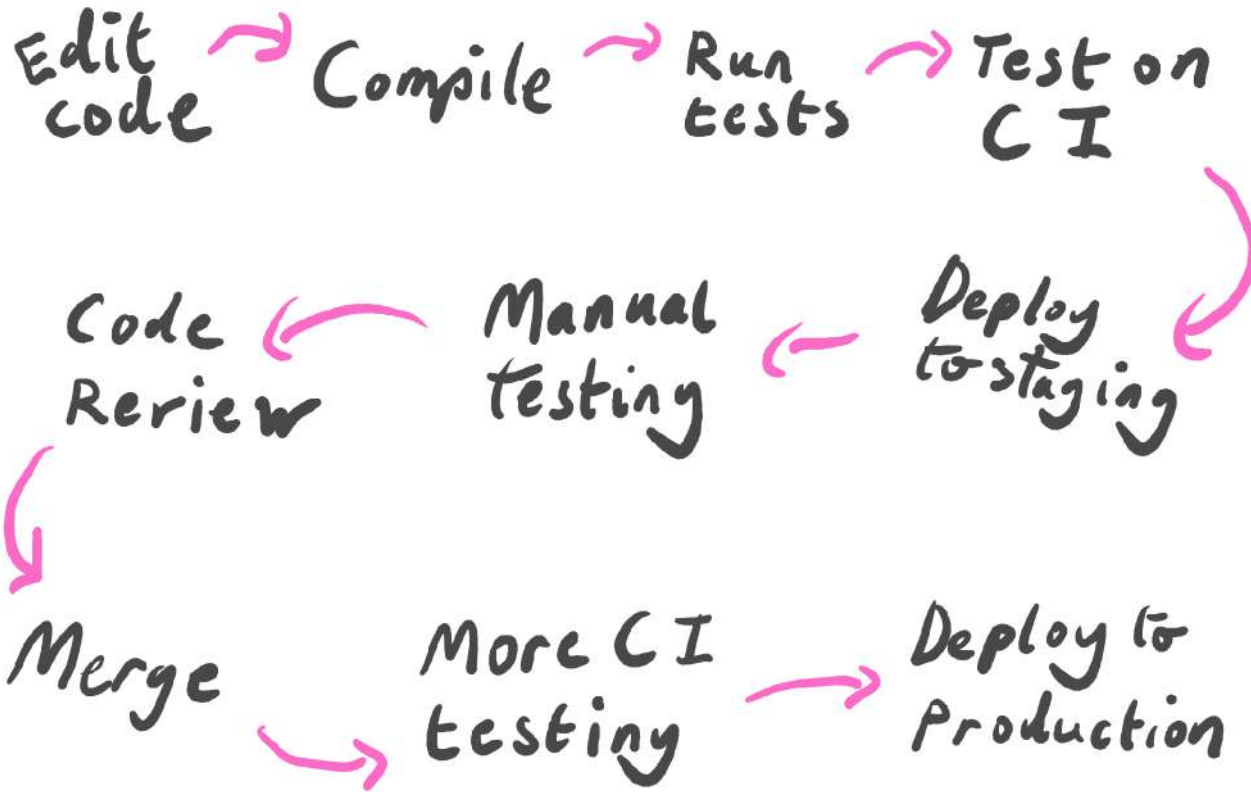 Edit
code
Compile
Run
tests
Test on
CI
Deploy
to staging
Manual
testing
Code
Review
Merge
More CI
testing
Deploy to
Production